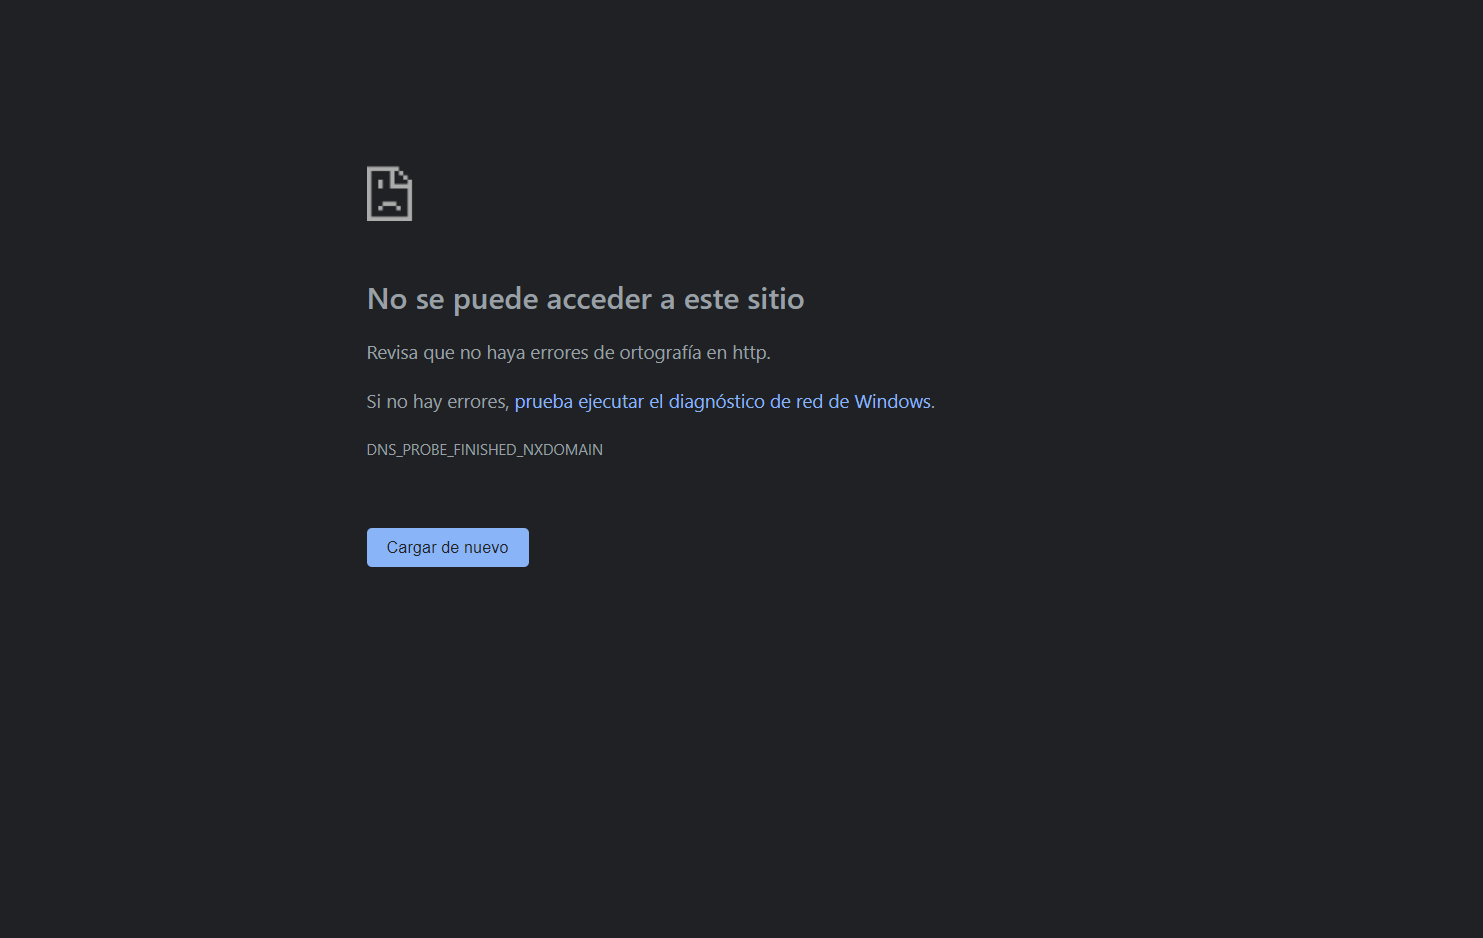 No se puede acceder a este sitio
Revisa que no haya errores de ortografía en http.
Si no hay errores, prueba ejecutar el diagnóstico de red de Windows.
DNS_PROBE_FINISHED_NXDOMAIN
Cargar de nuevo